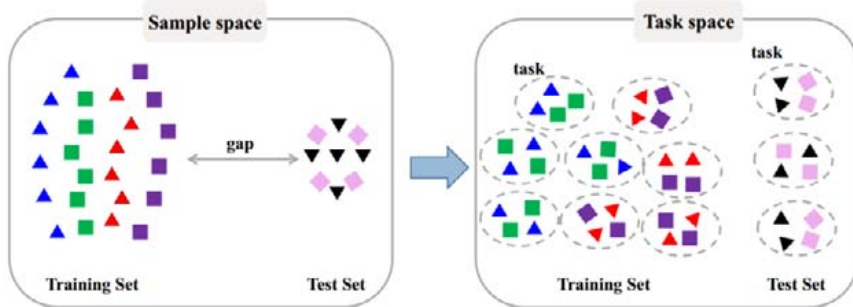 Sample space
gap
Training Set
Test Set
Task space
task
task
Training Set
Test Set